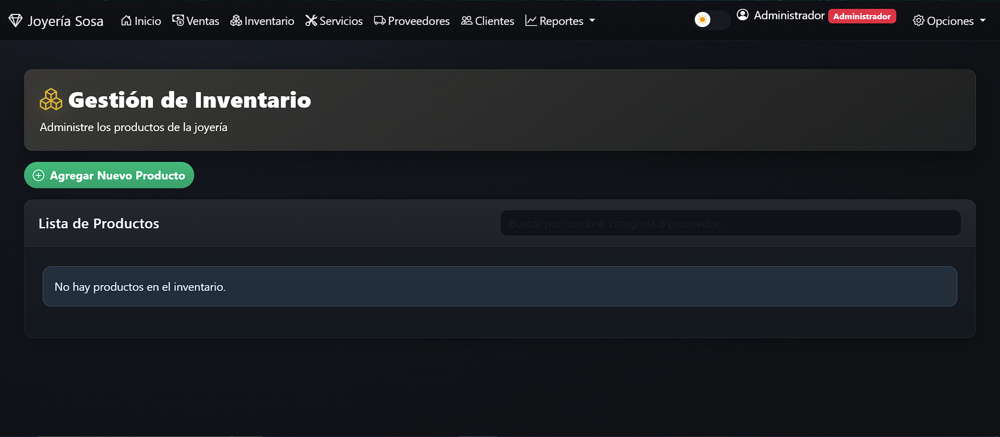 Joyería Sosa Inicio Ventas Inventario Servicios Proveedores Clientes Reportes Administrador Administrador Opciones
Gestión de Inventario
Administre los productos de la joyería
Agregar Nuevo Producto
Lista de Productos
Buscar por nombre, categoría o proveedor...
No hay productos en el inventario.